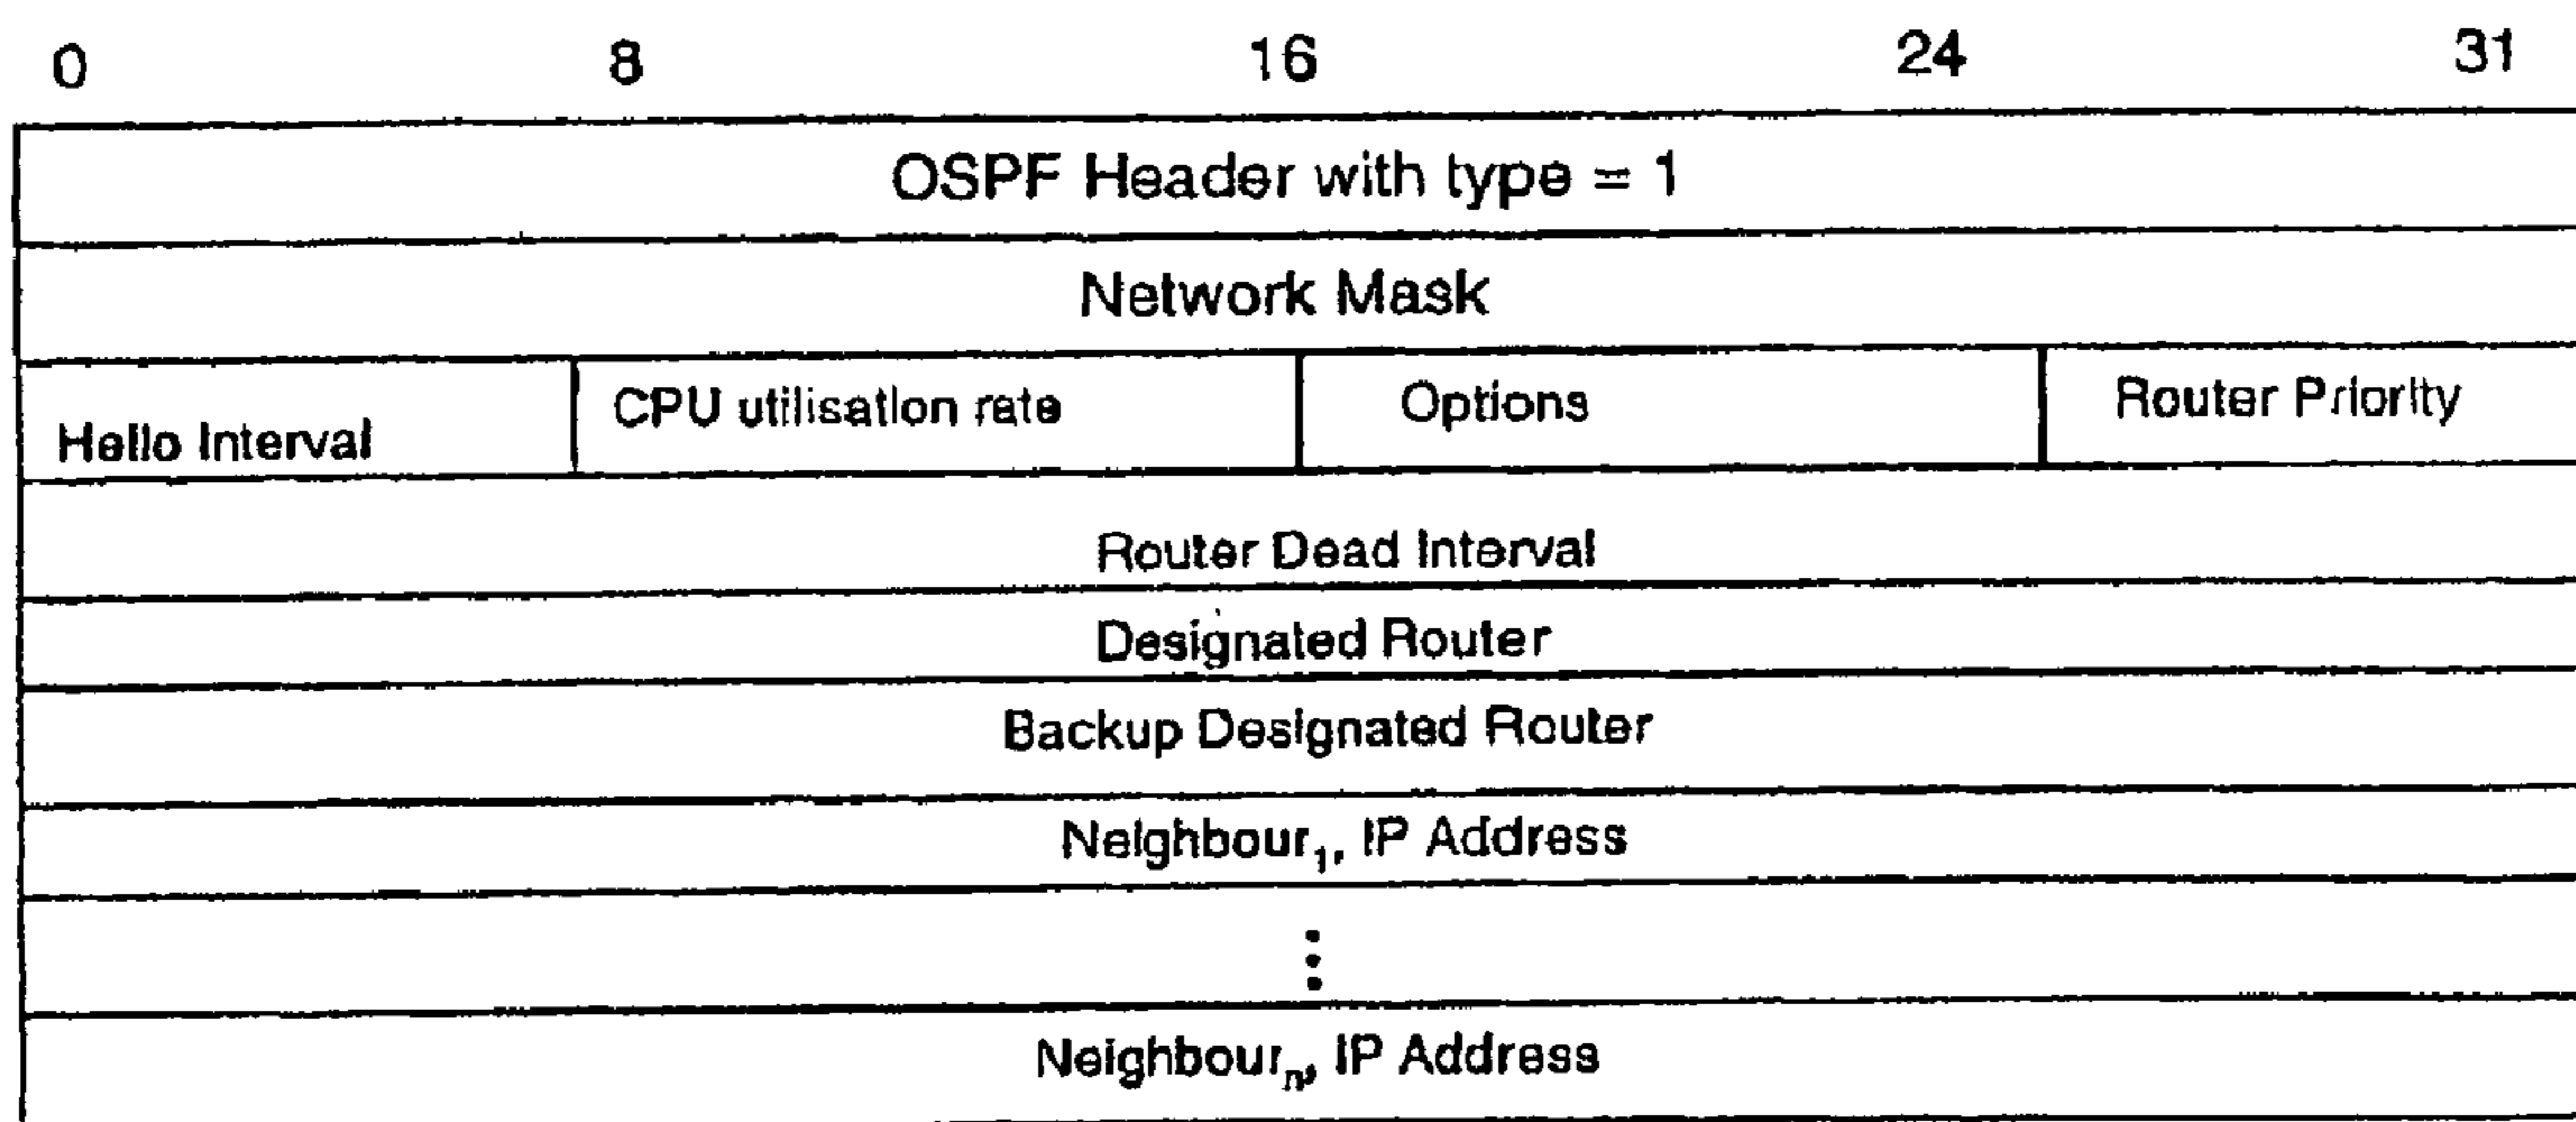 0 8 16 24 31
OSPF Header with type = 1
Network Mask
Hello Interval CPU utilisation rate Options Router Priority
Router Dead Interval
Designated Router
Backup Designated Router
Neighbour1, IP Address
⋮
Neighbourn, IP Address